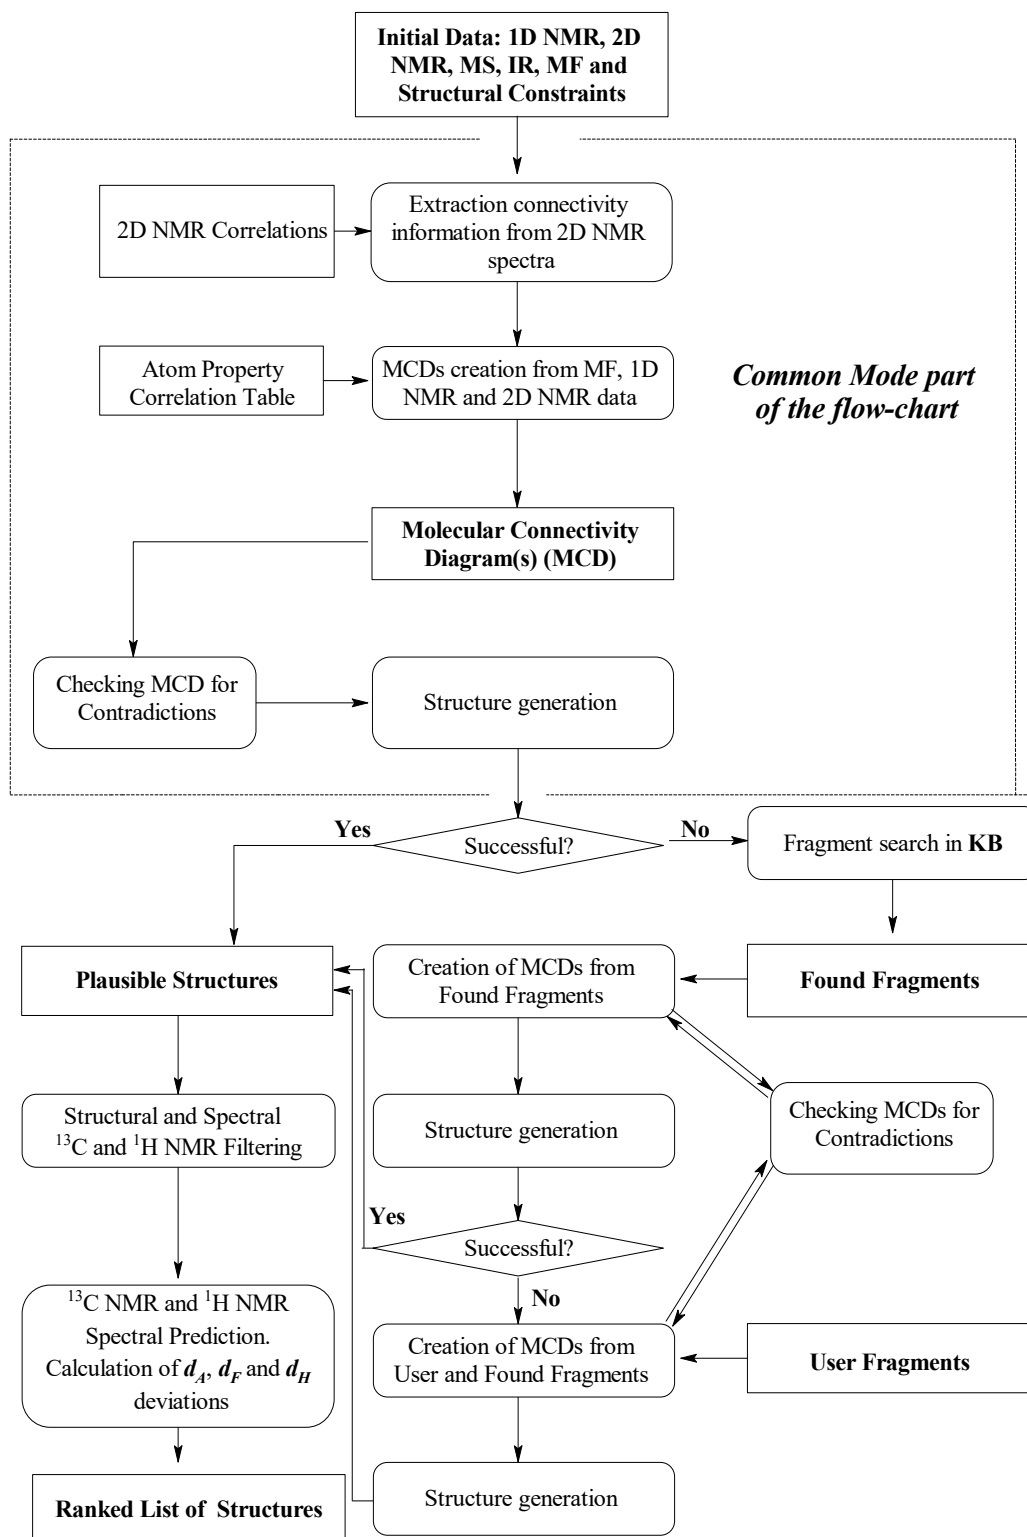 Initial Data: 1D NMR, 2D
NMR, MS, IR, MF and
Structural Constraints
2D NMR Correlations
Extraction connectivity
information from 2D NMR
spectra
Atom Property
Correlation Table
MCDs creation from MF, 1D
NMR and 2D NMR data
Common Mode part
of the flow-chart
Molecular Connectivity
Diagram(s) (MCD)
Checking MCD for
Contradictions
Structure generation
Yes
Successful?
No
Fragment search in KB
Plausible Structures
Creation of MCDs from
Found Fragments
Found Fragments
Structural and Spectral
13C and 1H NMR Filtering
Structure generation
Checking MCDs for
Contradictions
Yes
Successful?
No
13C NMR and 1H NMR
Spectral Prediction.
Calculation of dA, dF and dH
deviations
Creation of MCDs from
User and Found Fragments
User Fragments
Ranked List of Structures
Structure generation